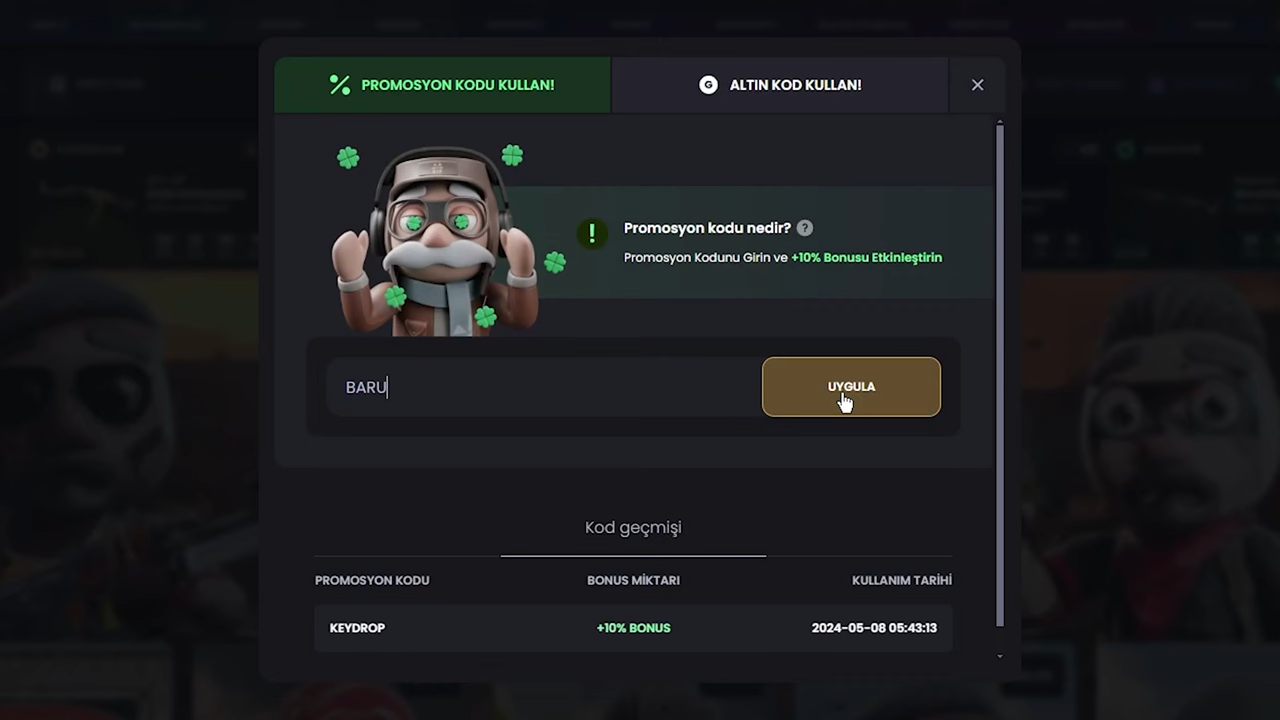 PROMOSYON KODU KULLAN!
G ALTIN KOD KULLAN!
! Promosyon kodu nedir? ?
Promosyon Kodunu Girin ve +10% Bonusu Etkinleştirin
BARU
UYGULA
Kod geçmişi
PROMOSYON KODU BONUS MİKTARI KULLANIM TARİHİ
KEYDROP +10% BONUS 2024-05-08 05:43:13